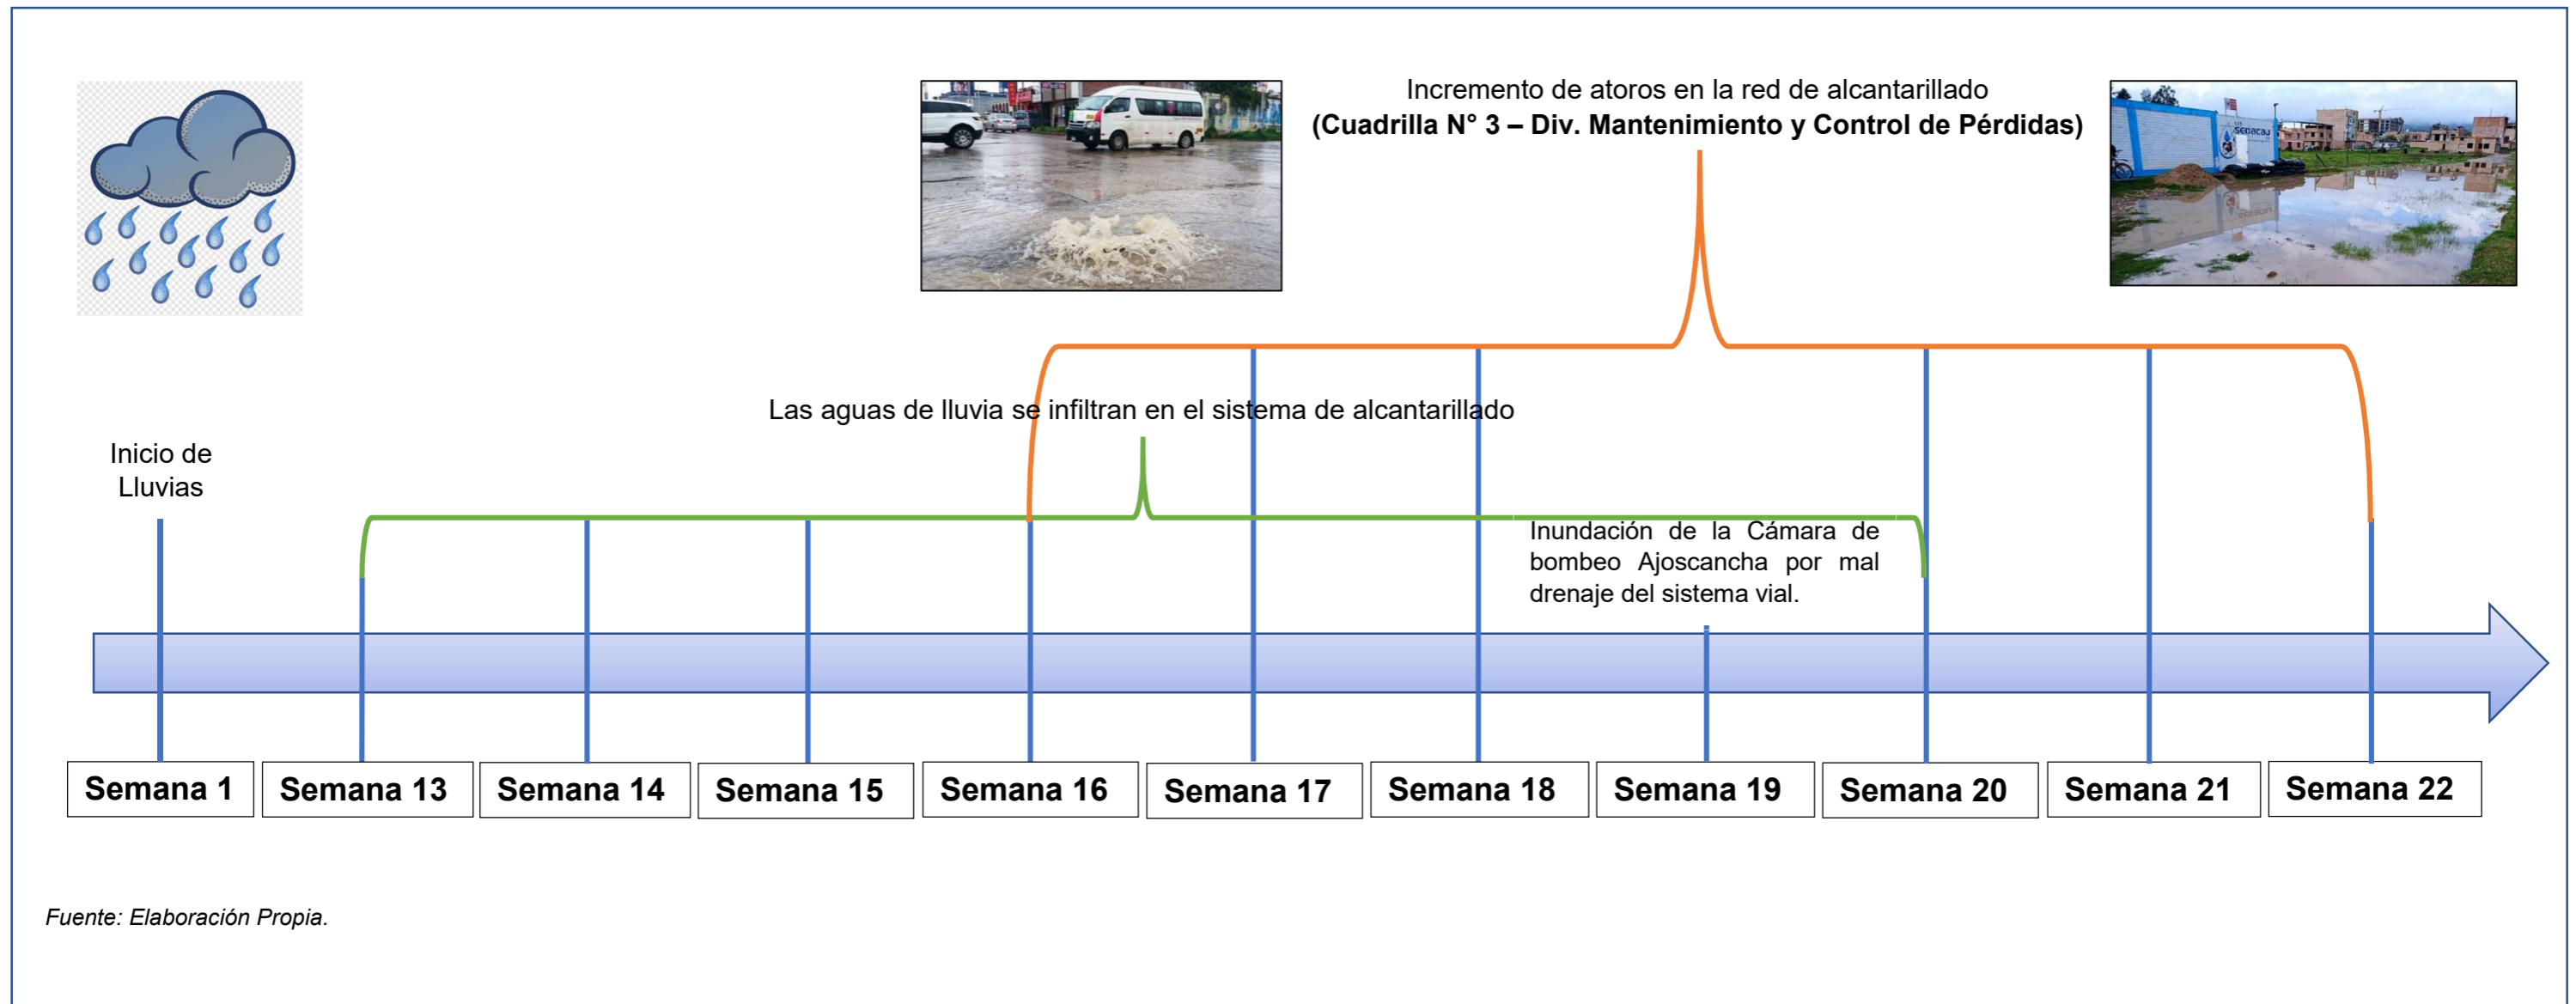 Incremento de atoros en la red de alcantarillado
(Cuadrilla N° 3 – Div. Mantenimiento y Control de Pérdidas)
sedacaj
Las aguas de lluvia se infiltran en el sistema de alcantarillado
Inicio de
Lluvias
Inundación de la Cámara de
bombeo Ajoscancha por mal
drenaje del sistema vial.
Semana 1
Semana 13
Semana 14
Semana 15
Semana 16
Semana 17
Semana 18
Semana 19
Semana 20
Semana 21
Semana 22
Fuente: Elaboración Propia.